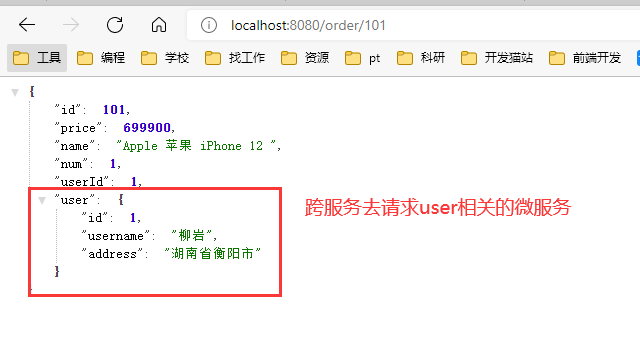 localhost:8080/order/101
工具 编程 学校 找工作 资源 pt 科研 开发猫站 前端开发
{
"id": 101,
"price": 699900,
"name": "Apple 苹果 iPhone 12 ",
"num": 1,
"userId": 1,
"user": {
"id": 1,
"username": "柳岩",
"address": "湖南省衡阳市"
}
跨服务去请求user相关的微服务